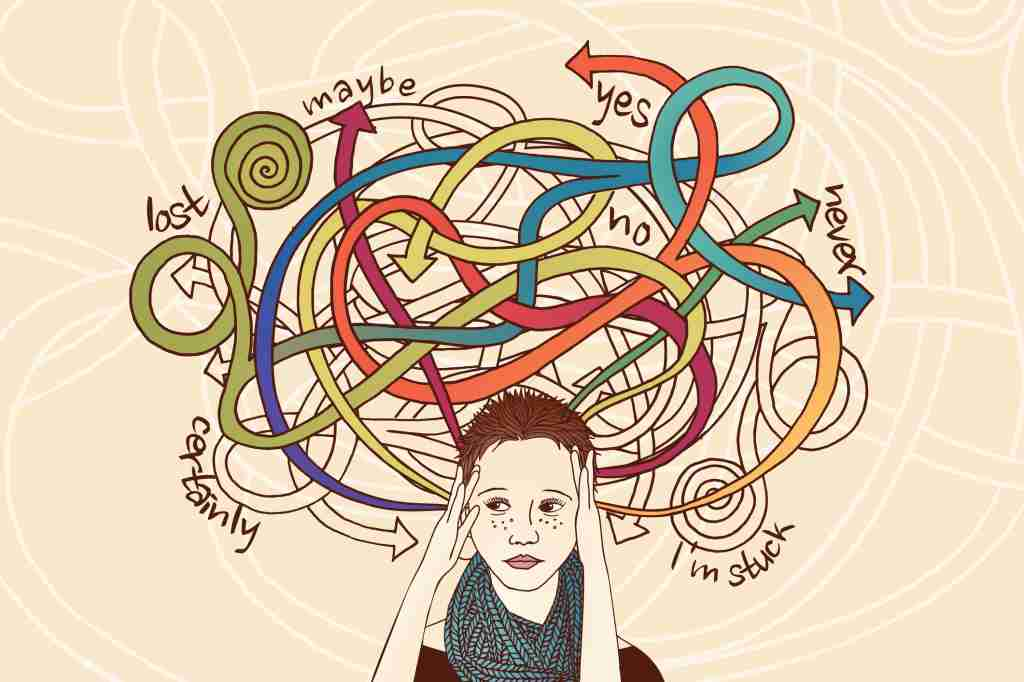 maybe
yes
lost
never
no
certainly
I'm stuck